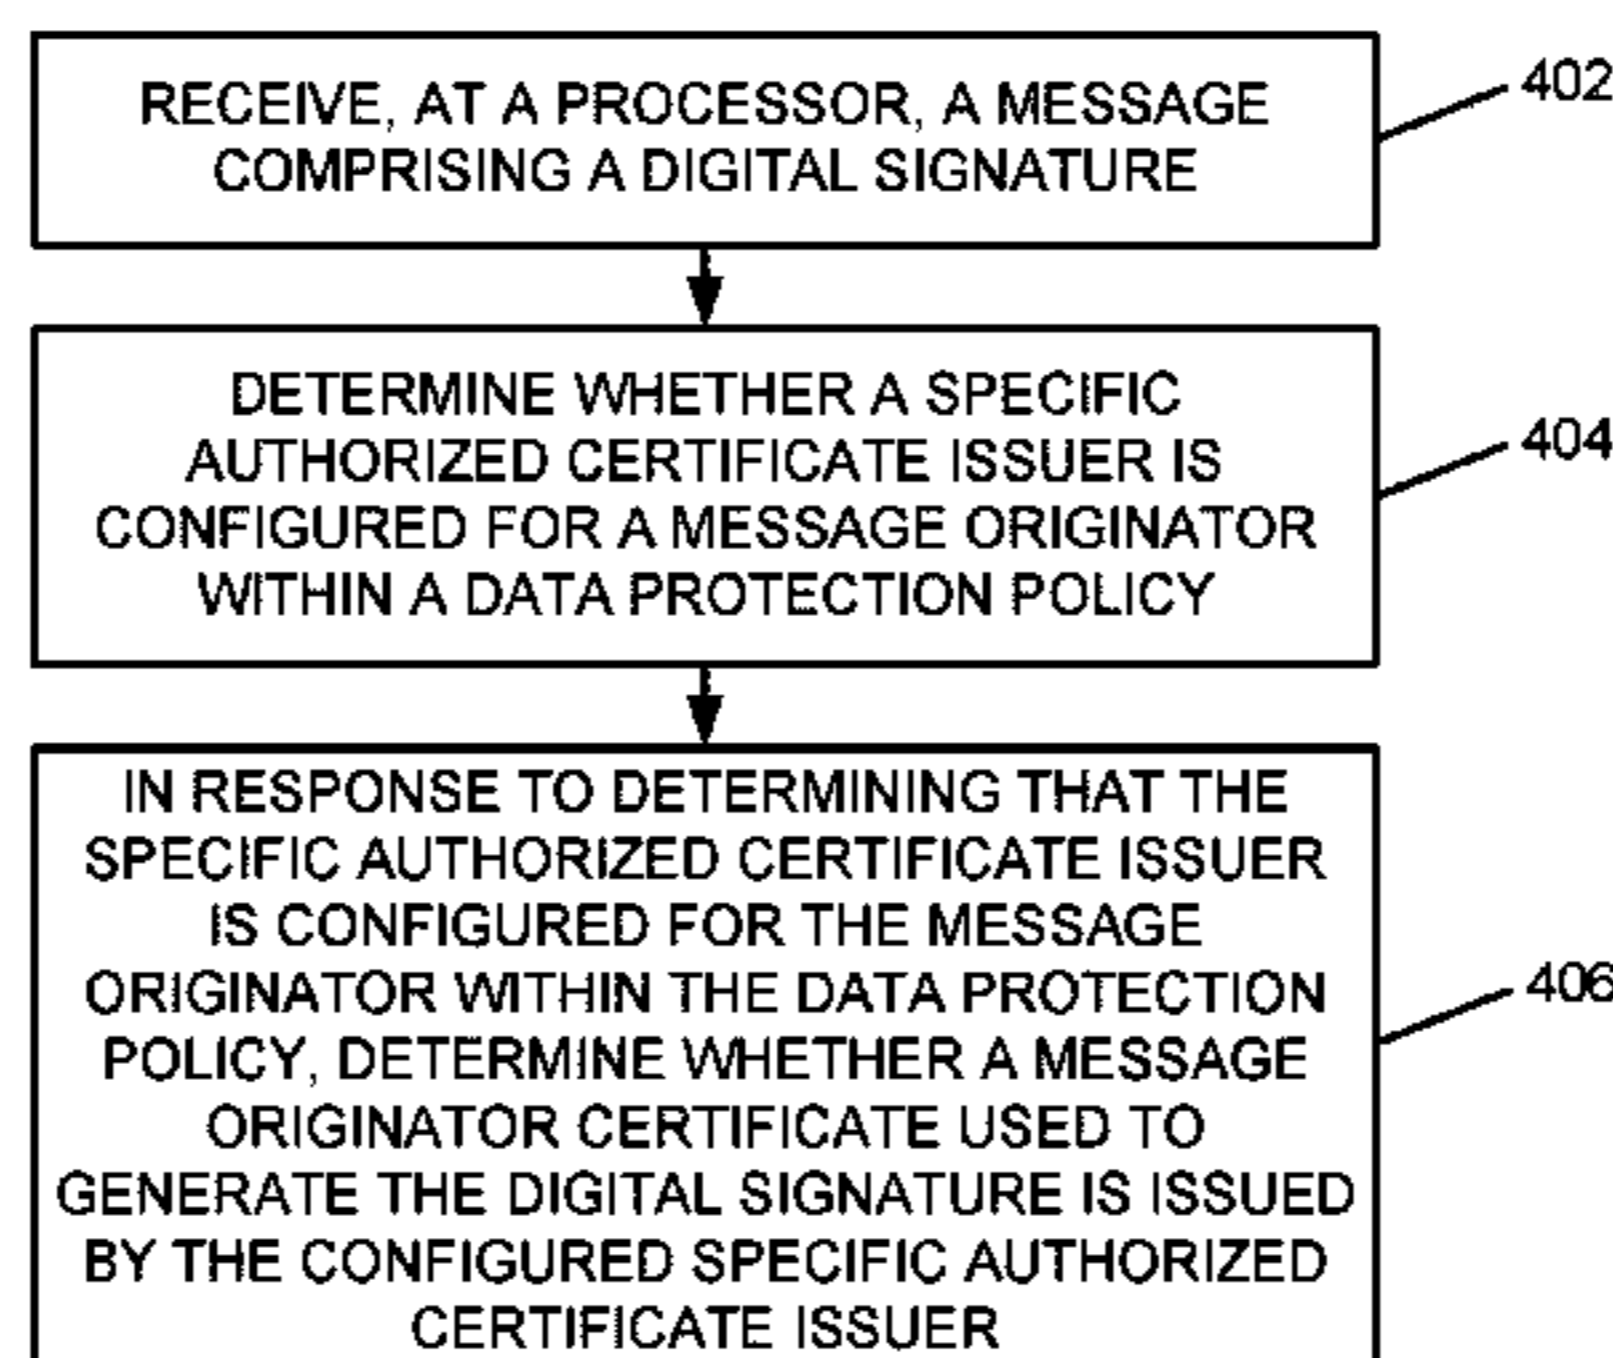 RECEIVE, AT A PROCESSOR, A MESSAGE
COMPRISING A DIGITAL SIGNATURE
402
DETERMINE WHETHER A SPECIFIC
AUTHORIZED CERTIFICATE ISSUER IS
CONFIGURED FOR A MESSAGE ORIGINATOR
WITHIN A DATA PROTECTION POLICY
404
IN RESPONSE TO DETERMINING THAT THE
SPECIFIC AUTHORIZED CERTIFICATE ISSUER
IS CONFIGURED FOR THE MESSAGE
ORIGINATOR WITHIN THE DATA PROTECTION
POLICY, DETERMINE WHETHER A MESSAGE
ORIGINATOR CERTIFICATE USED TO
GENERATE THE DIGITAL SIGNATURE IS ISSUED
BY THE CONFIGURED SPECIFIC AUTHORIZED
CERTIFICATE ISSUER
406